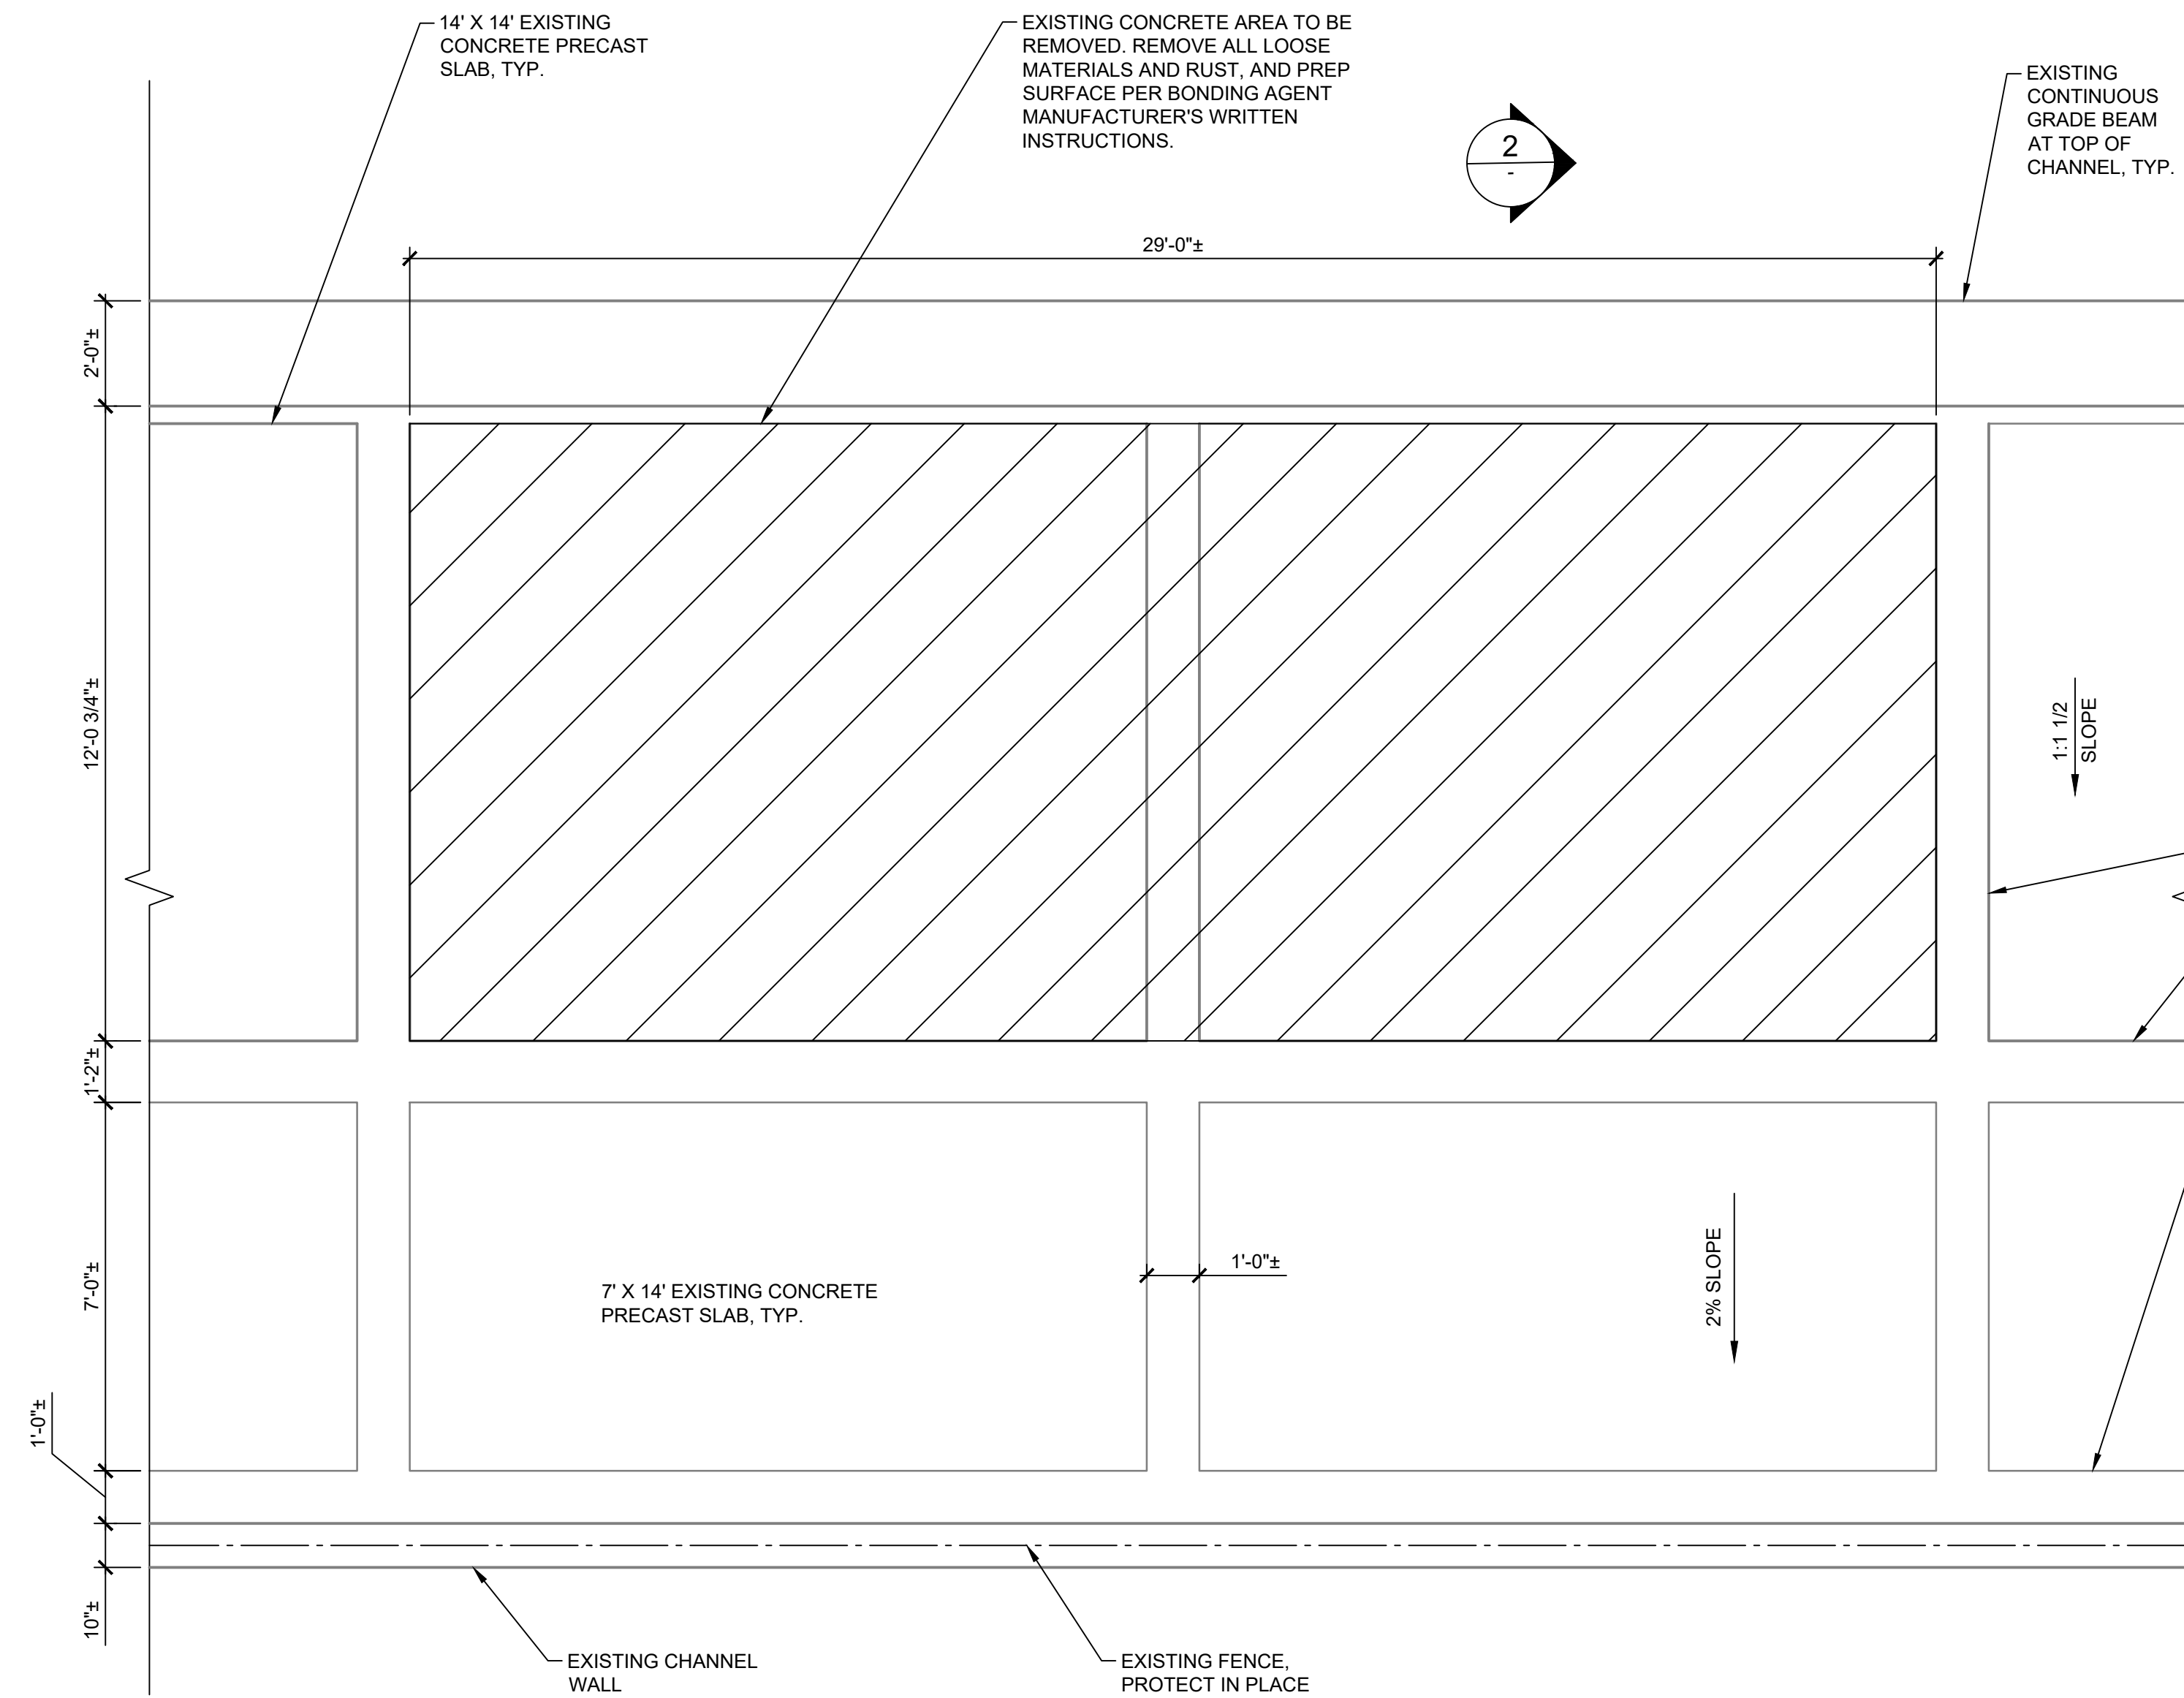 14' X 14' EXISTING
CONCRETE PRECAST
SLAB, TYP.
EXISTING CONCRETE AREA TO BE
REMOVED. REMOVE ALL LOOSE
MATERIALS AND RUST, AND PREP
SURFACE PER BONDING AGENT
MANUFACTURER'S WRITTEN
INSTRUCTIONS.
2
-
EXISTING
CONTINUOUS
GRADE BEAM
AT TOP OF
CHANNEL, TYP.
29'-0"±
2'-0"±
12'-0 3/4"±
1:1 1/2
SLOPE
1'-2"±
7'-0"±
7' X 14' EXISTING CONCRETE
PRECAST SLAB, TYP.
1'-0"±
2% SLOPE
1'-0"±
10"±
EXISTING CHANNEL
WALL
EXISTING FENCE,
PROTECT IN PLACE